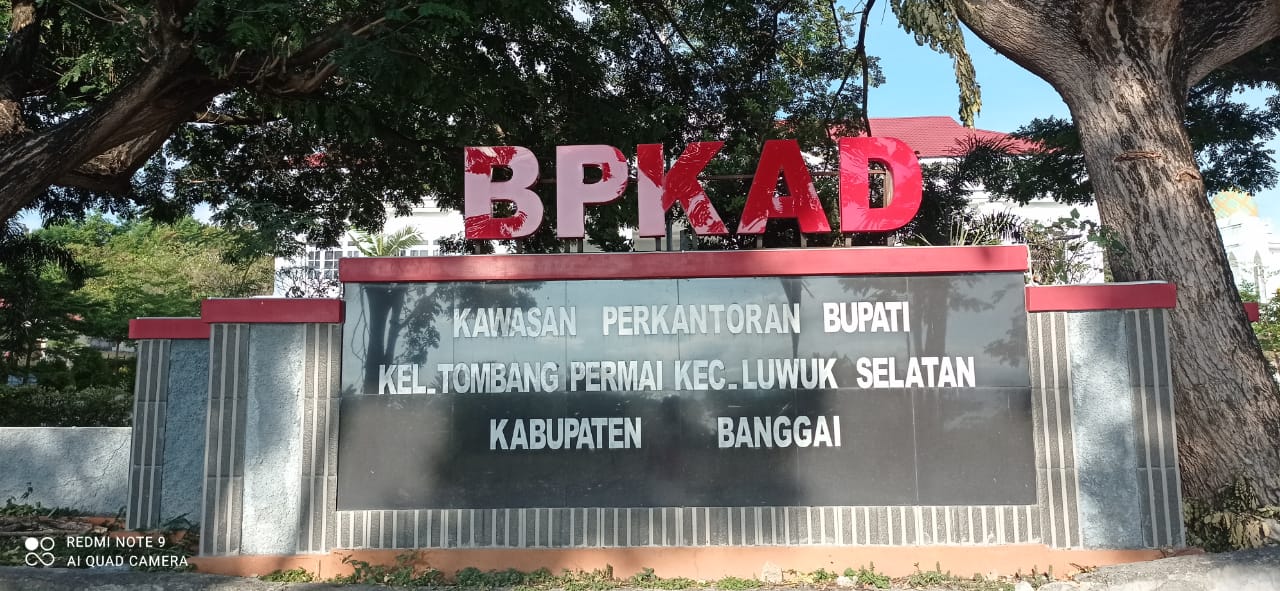 BPKAD
KAWASAN PERKANTORAN BUPATI
KEL.TOMBANG PERMAI KEC.LUWUK SELATAN
KABUPATEN BANGGAI
REDMI NOTE 9
AI QUAD CAMERA